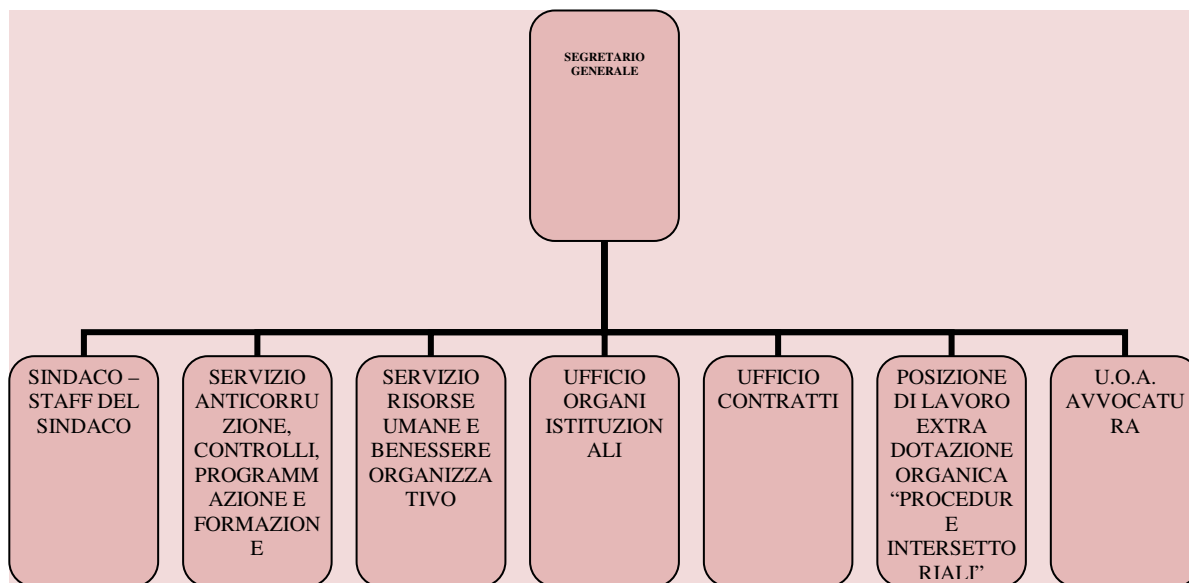 SEGRETARIO
GENERALE
SINDACO –
STAFF DEL
SINDACO
SERVIZIO
ANTICORRU
ZIONE,
CONTROLLI,
PROGRAMM
AZIONE E
FORMAZION
E
SERVIZIO
RISORSE
UMANE E
BENESSERE
ORGANIZZA
TIVO
UFFICIO
ORGANI
ISTITUZION
ALI
UFFICIO
CONTRATTI
POSIZIONE
DI LAVORO
EXTRA
DOTAZIONE
ORGANICA
“PROCEDUR
E
INTERSETTO
RIALI”
U.O.A.
AVVOCATU
RA